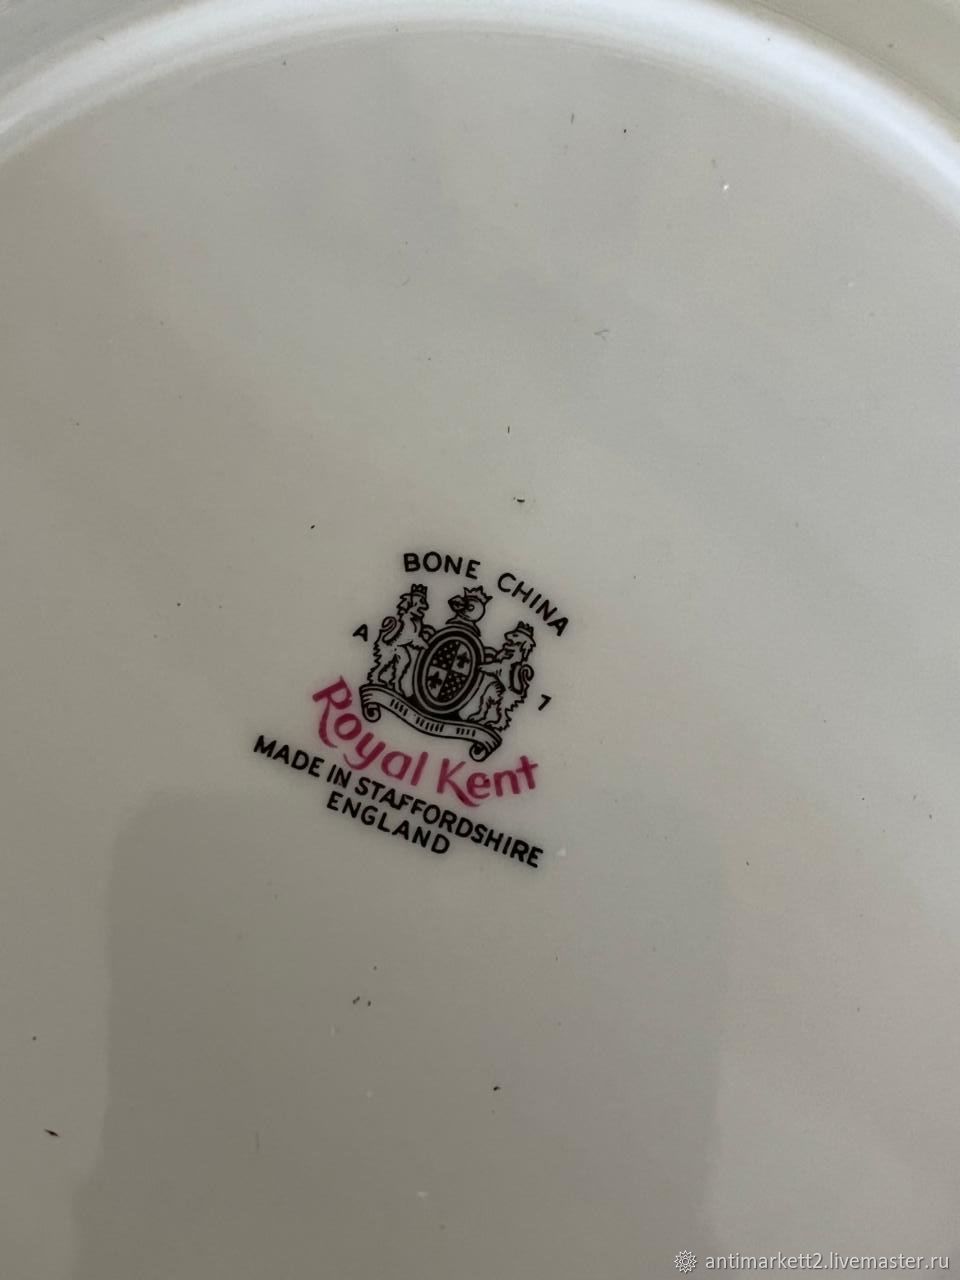 BONE CHINA
A 7
Royal Kent
MADE IN STAFFORDSHIRE
ENGLAND
antimarkett2.livemaster.ru